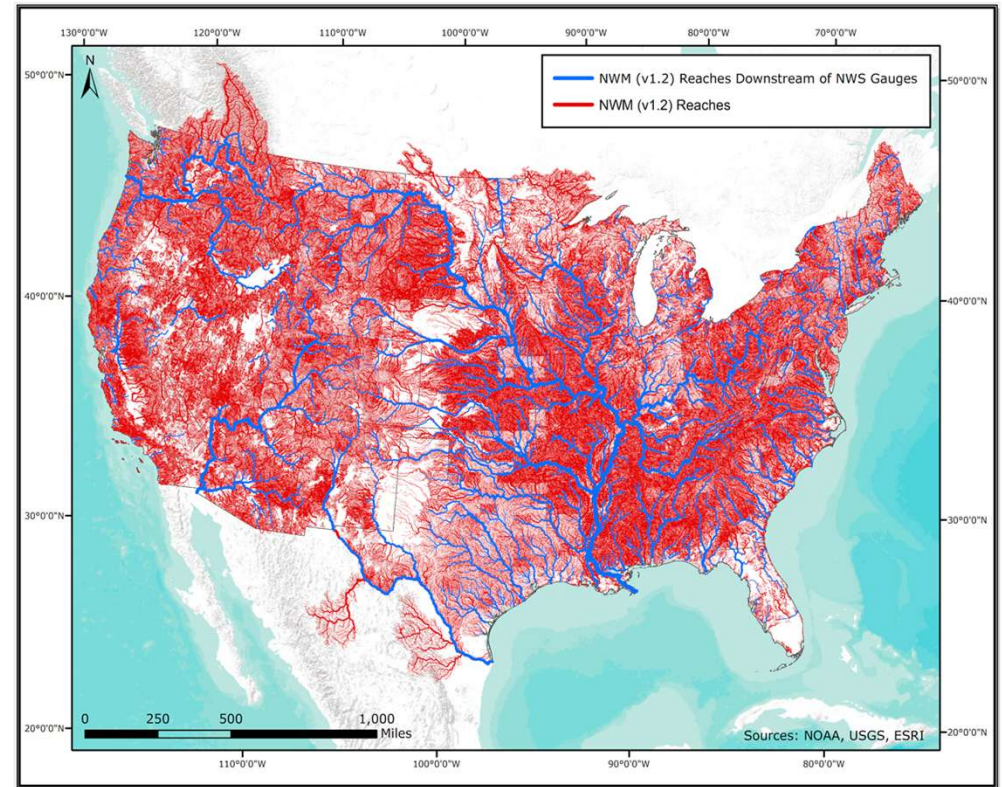 130°0'0"W 120°0'0"W 110°0'0"W 100°0'0"W 90°0'0"W 80°0'0"W 70°0'0"W
N
NWM (v1.2) Reaches Downstream of NWS Gauges
NWM (v1.2) Reaches
50°0'0"N 50°0'0"N
40°0'0"N 40°0'0"N
30°0'0"N 30°0'0"N
20°0'0"N 20°0'0"N
0 250 500 1,000
Miles
Sources: NOAA, USGS, ESRI
110°0'0"W 100°0'0"W 90°0'0"W 80°0'0"W